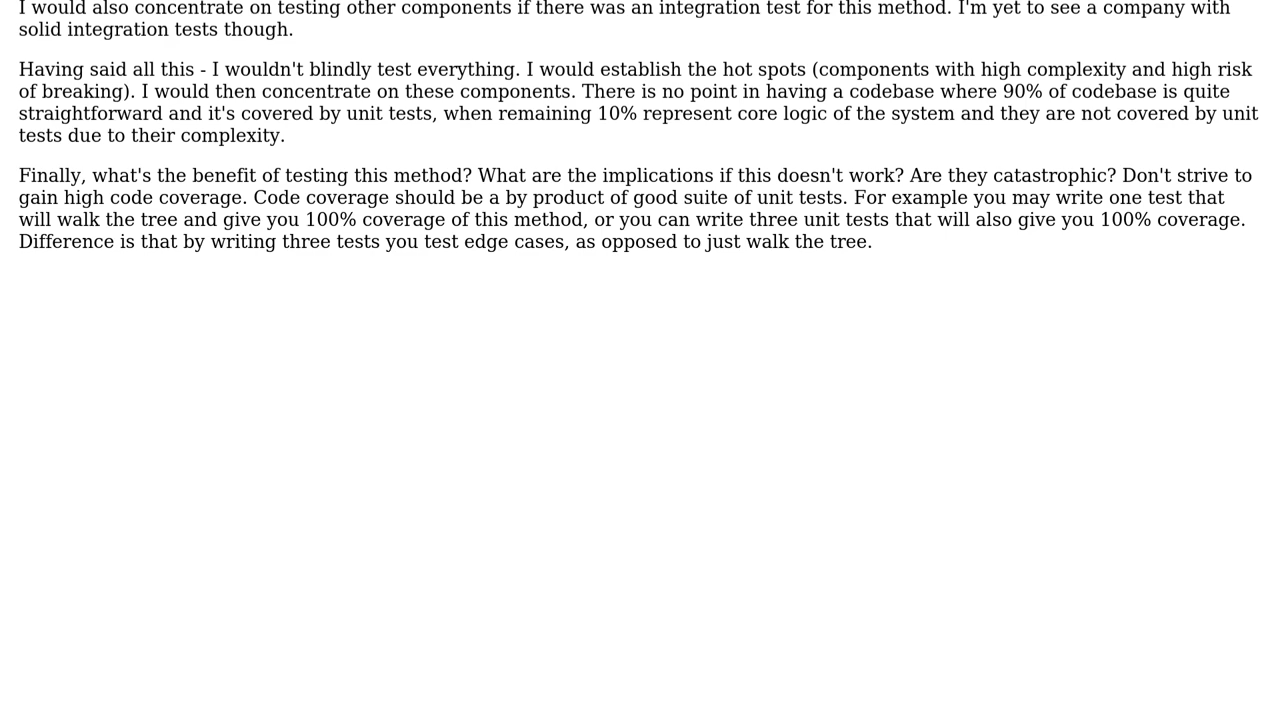 I would also concentrate on testing other components if there was an integration test for this method. I'm yet to see a company with
solid integration tests though.
Having said all this - I wouldn't blindly test everything. I would establish the hot spots (components with high complexity and high risk
of breaking). I would then concentrate on these components. There is no point in having a codebase where 90% of codebase is quite
straightforward and it's covered by unit tests, when remaining 10% represent core logic of the system and they are not covered by unit
tests due to their complexity.
Finally, what's the benefit of testing this method? What are the implications if this doesn't work? Are they catastrophic? Don't strive to
gain high code coverage. Code coverage should be a by product of good suite of unit tests. For example you may write one test that
will walk the tree and give you 100% coverage of this method, or you can write three unit tests that will also give you 100% coverage.
Difference is that by writing three tests you test edge cases, as opposed to just walk the tree.